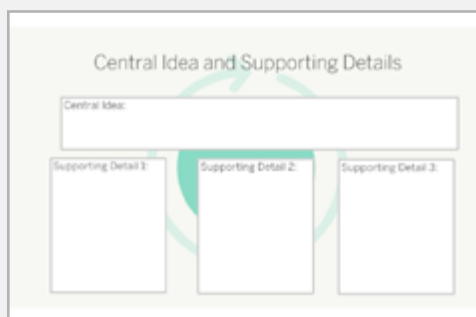 Central Idea and Supporting Details
Central Idea:
Supporting Detail 1:
Supporting Detail 2:
Supporting Detail 3: